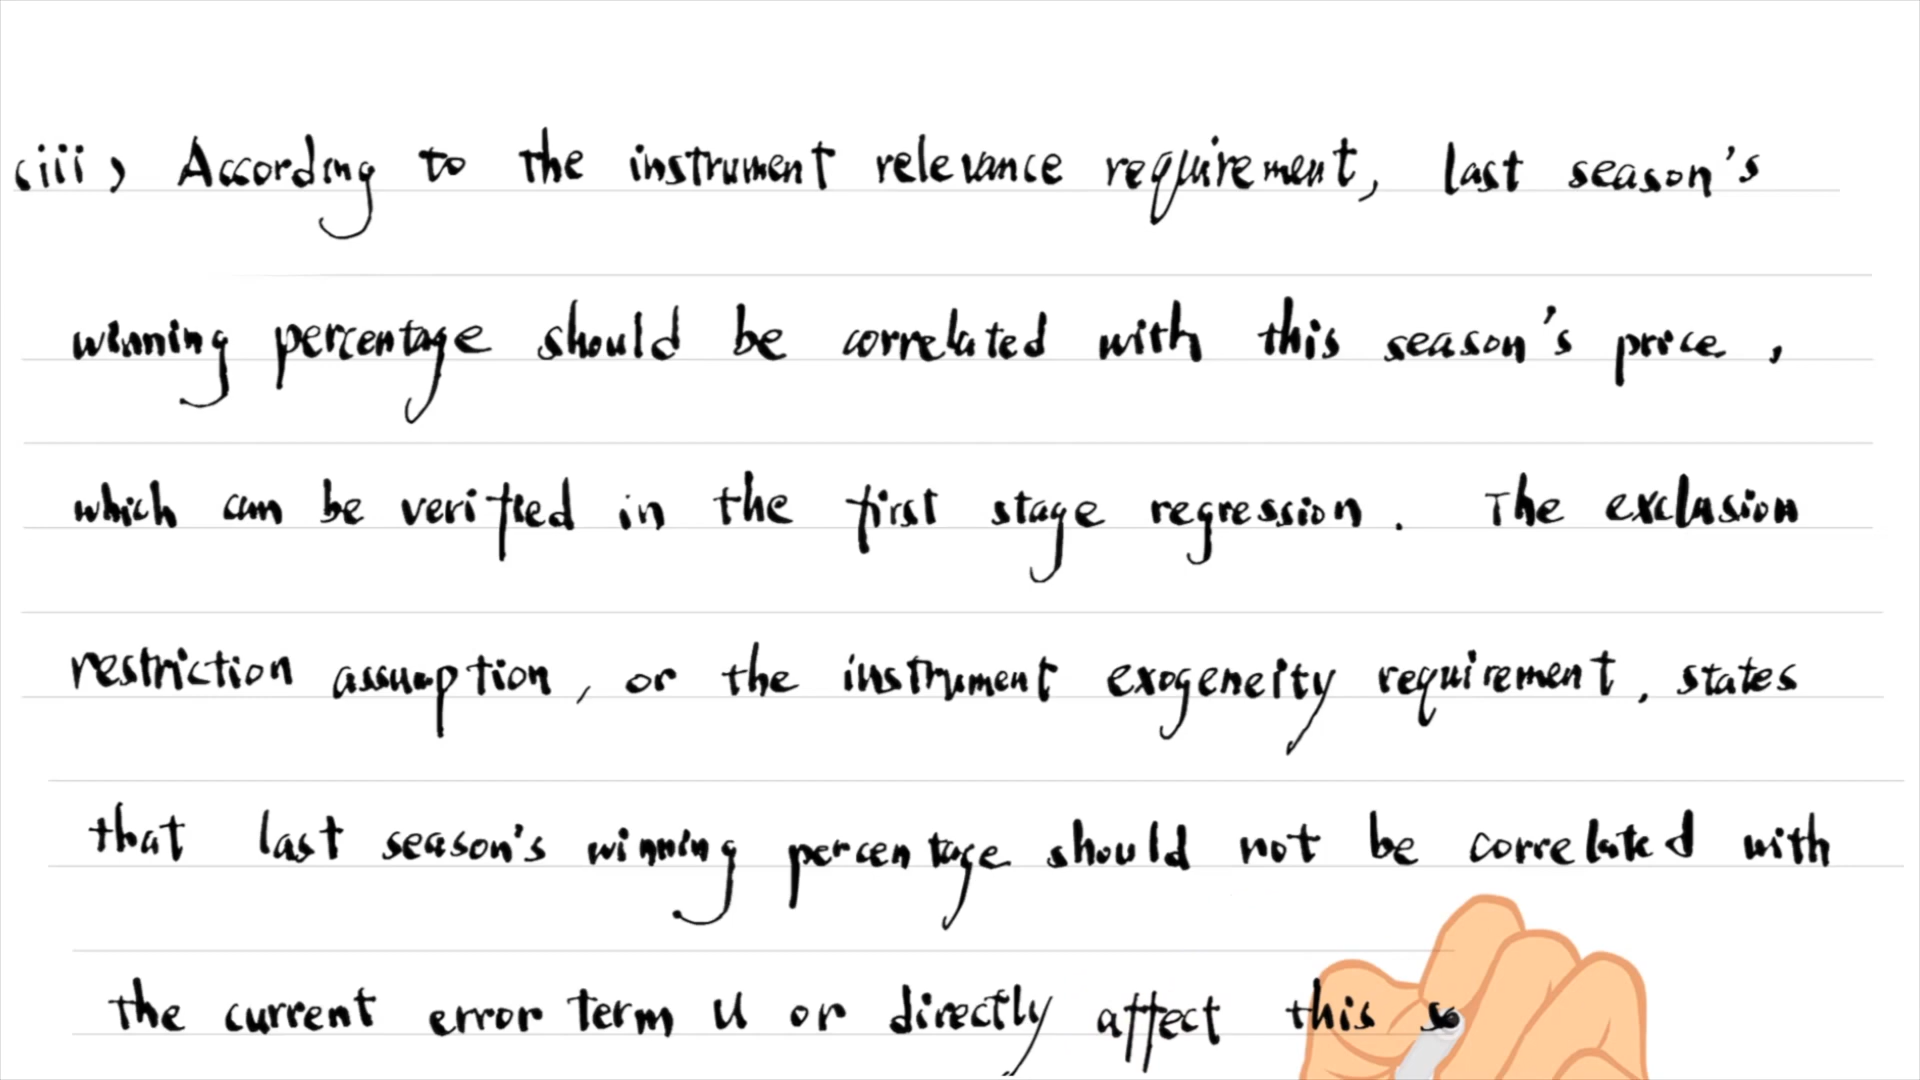 (iii) According to the instrument relevance requirement, last season's
winning percentage should be correlated with this season's price,
which can be verified in the first stage regression. The exclusion
restriction assumption, or the instrument exogeneity requirement, states
that last season's winning percentage should not be correlated with
the current error term u or directly affect this